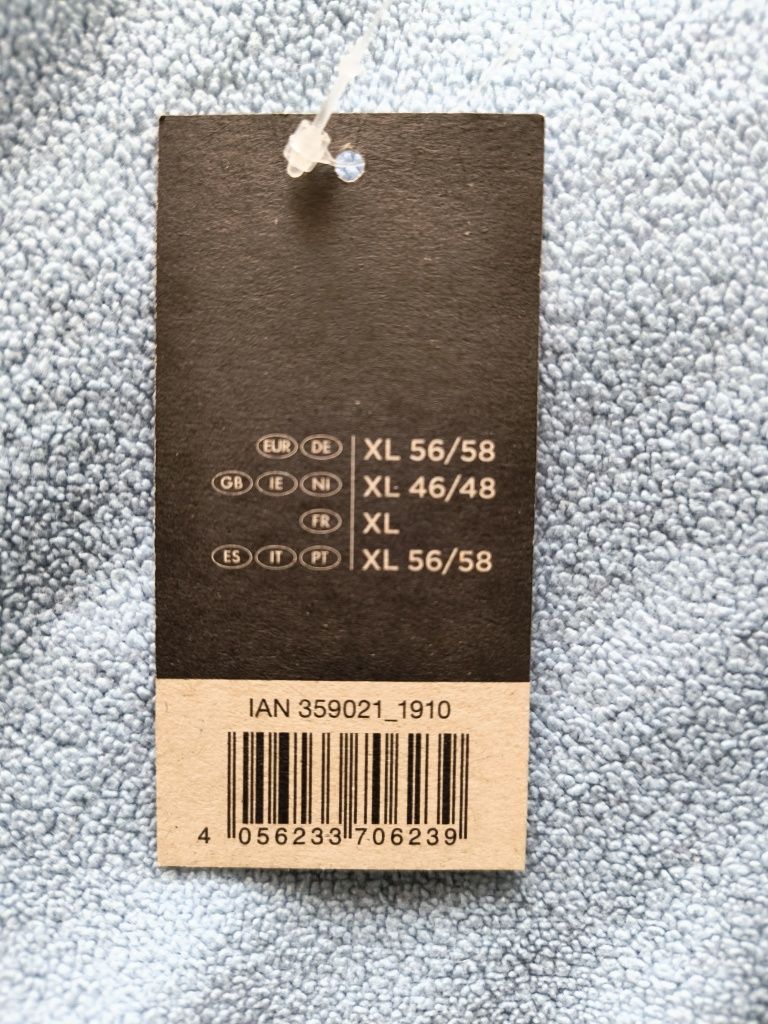 EUR DE XL 56/58
GB IE NI XL 46/48
FR XL
ES IT PT XL 56/58
IAN 359021_1910
4 056233 706239